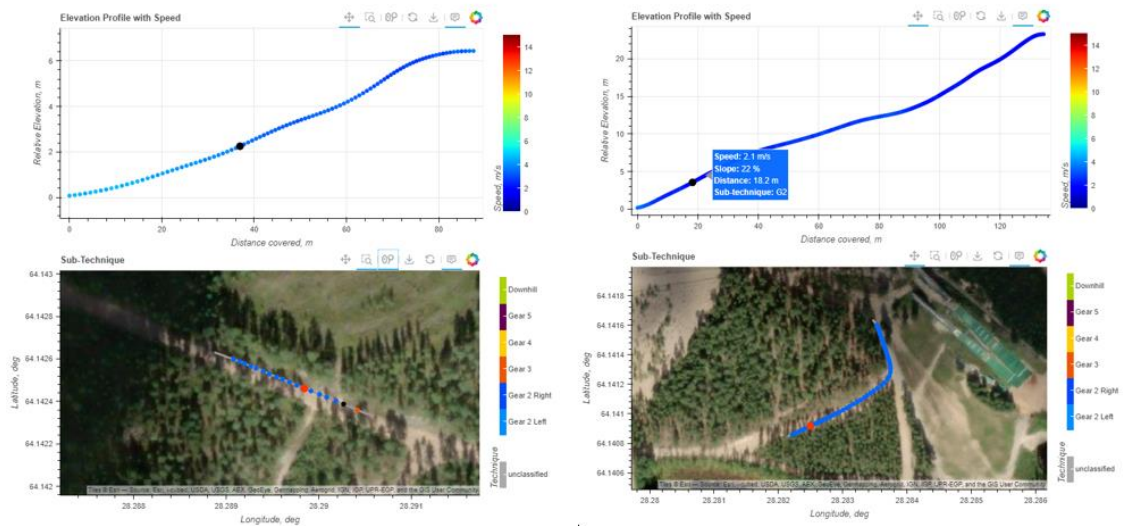 Elevation Profile with Speed
6
4
2
0
Relative Elevation, m
0
20
40
60
80
Distance covered, m
14
12
10
8
6
4
2
0
Speed, m/s
Sub-Technique
64.143
64.1428
64.1426
64.1424
64.1422
64.142
Latitude, deg
28.288
28.289
28.29
28.291
Longitude, deg
Downhill
Gear 5
Gear 4
Gear 3
Gear 2 Right
Gear 2 Left
Technique
unclassified
Elevation Profile with Speed
20
15
10
5
0
Relative Elevation, m
Speed: 2.1 m/s
Slope: 22 %
Distance: 18.2 m
Sub-technique: G2
0
20
40
60
80
100
120
Distance covered, m
14
12
10
8
6
4
2
0
Speed, m/s
Sub-Technique
64.1418
64.1416
64.1414
64.1412
64.141
64.1408
64.1406
Latitude, deg
28.28
28.281
28.282
28.283
28.284
28.285
28.286
Longitude, deg
Downhill
Gear 5
Gear 4
Gear 3
Gear 2 Right
Gear 2 Left
Technique
unclassified